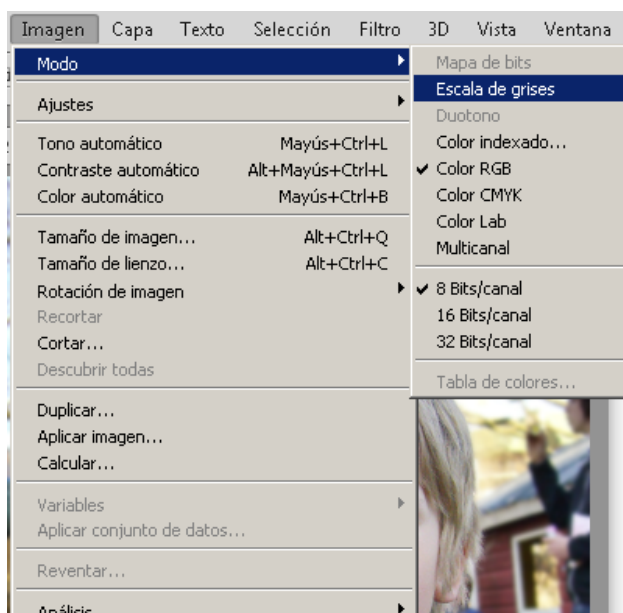 Imagen Capa Texto Selección Filtro 3D Vista Ventana
Modo
Ajustes
Tono automático Mayús+Ctrl+L
Contraste automático Alt+Mayús+Ctrl+L
Color automático Mayús+Ctrl+B
Tamaño de imagen... Alt+Ctrl+Q
Tamaño de lienzo... Alt+Ctrl+C
Rotación de imagen
Recortar
Cortar...
Descubrir todas
Duplicar...
Aplicar imagen...
Calcular...
Variables
Aplicar conjunto de datos...
Reventar...
Análisis
Mapa de bits
Escala de grises
Duotono
Color indexado...
Color RGB
Color CMYK
Color Lab
Multicanal
8 Bits/canal
16 Bits/canal
32 Bits/canal
Tabla de colores...